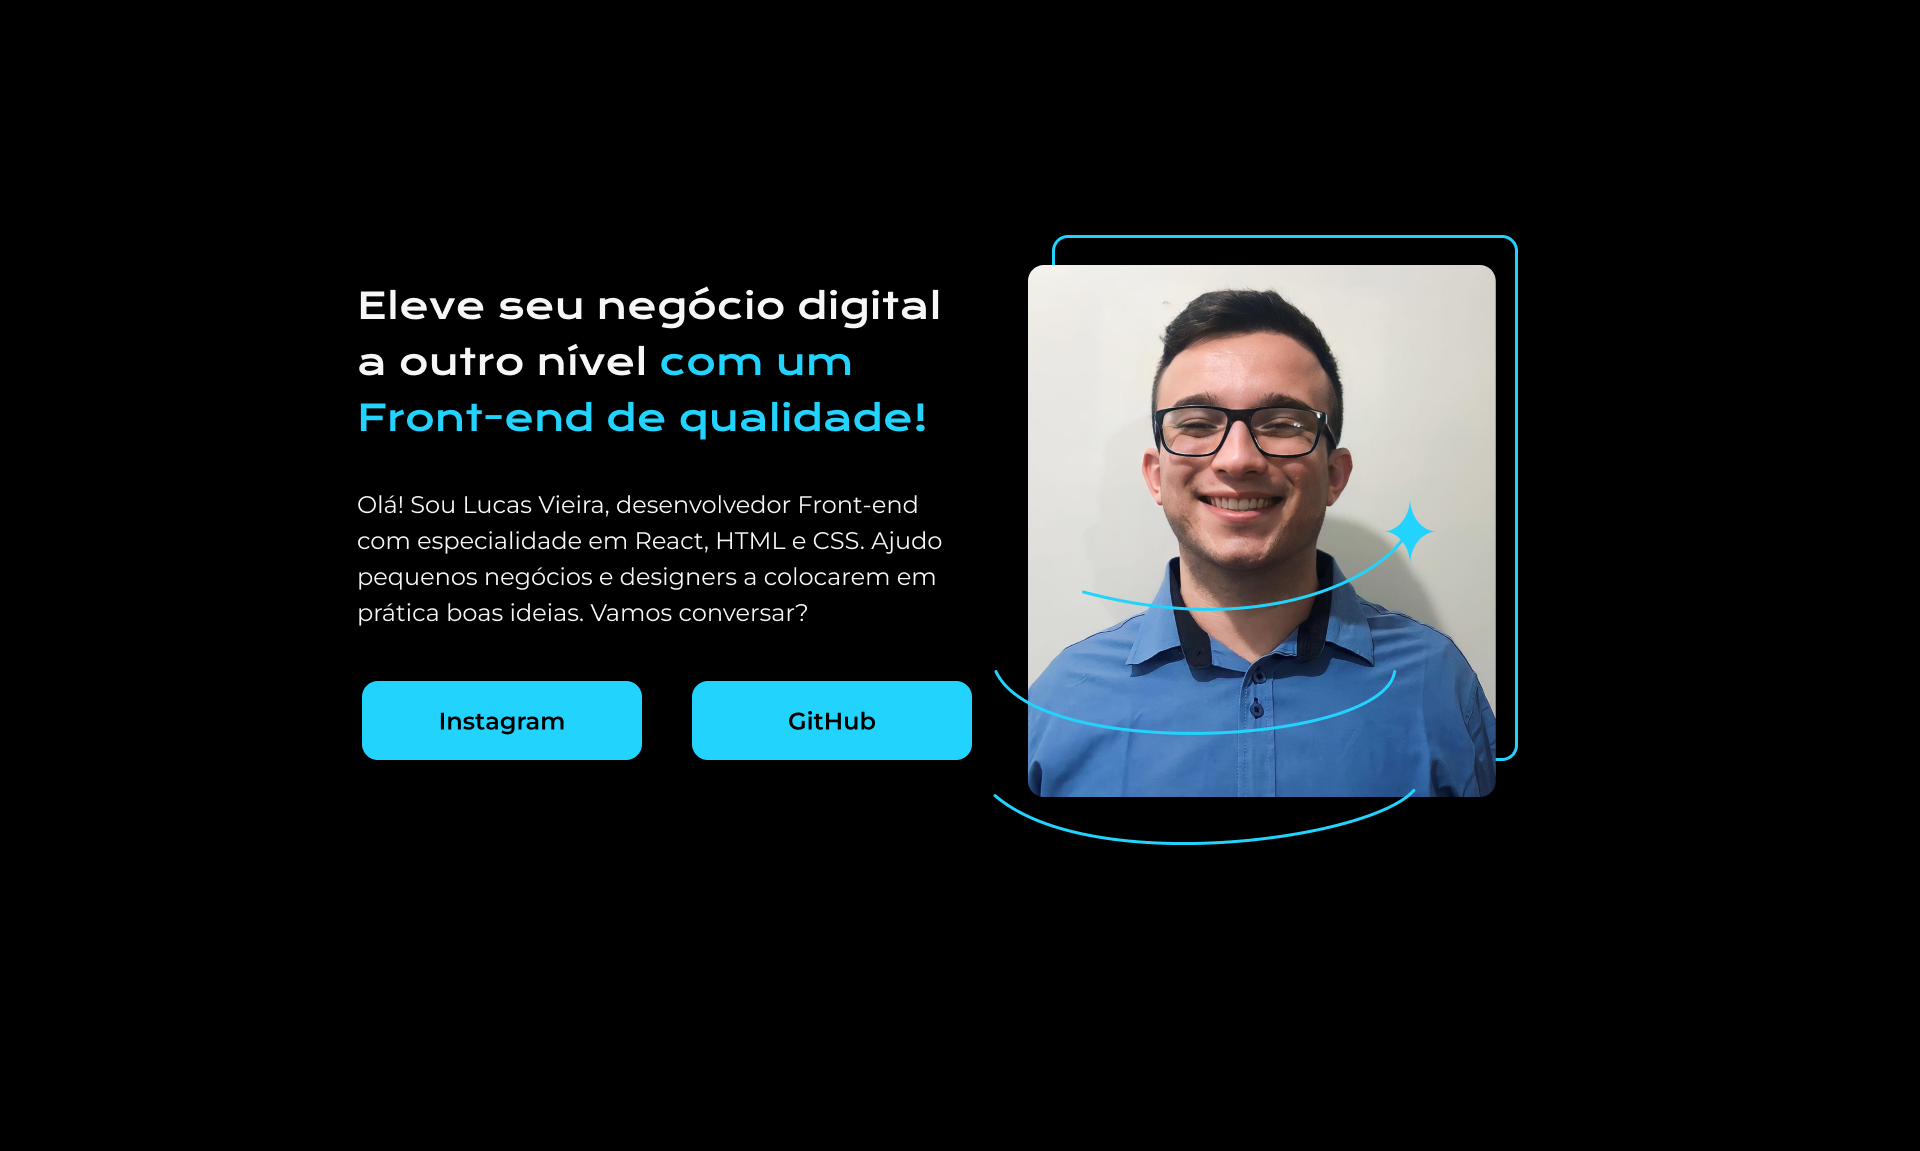 Eleve seu negócio digital
a outro nível com um
Front-end de qualidade!
Olá! Sou Lucas Vieira, desenvolvedor Front-end
com especialidade em React, HTML e CSS. Ajudo
pequenos negócios e designers a colocarem em
prática boas ideias. Vamos conversar?
Instagram
GitHub